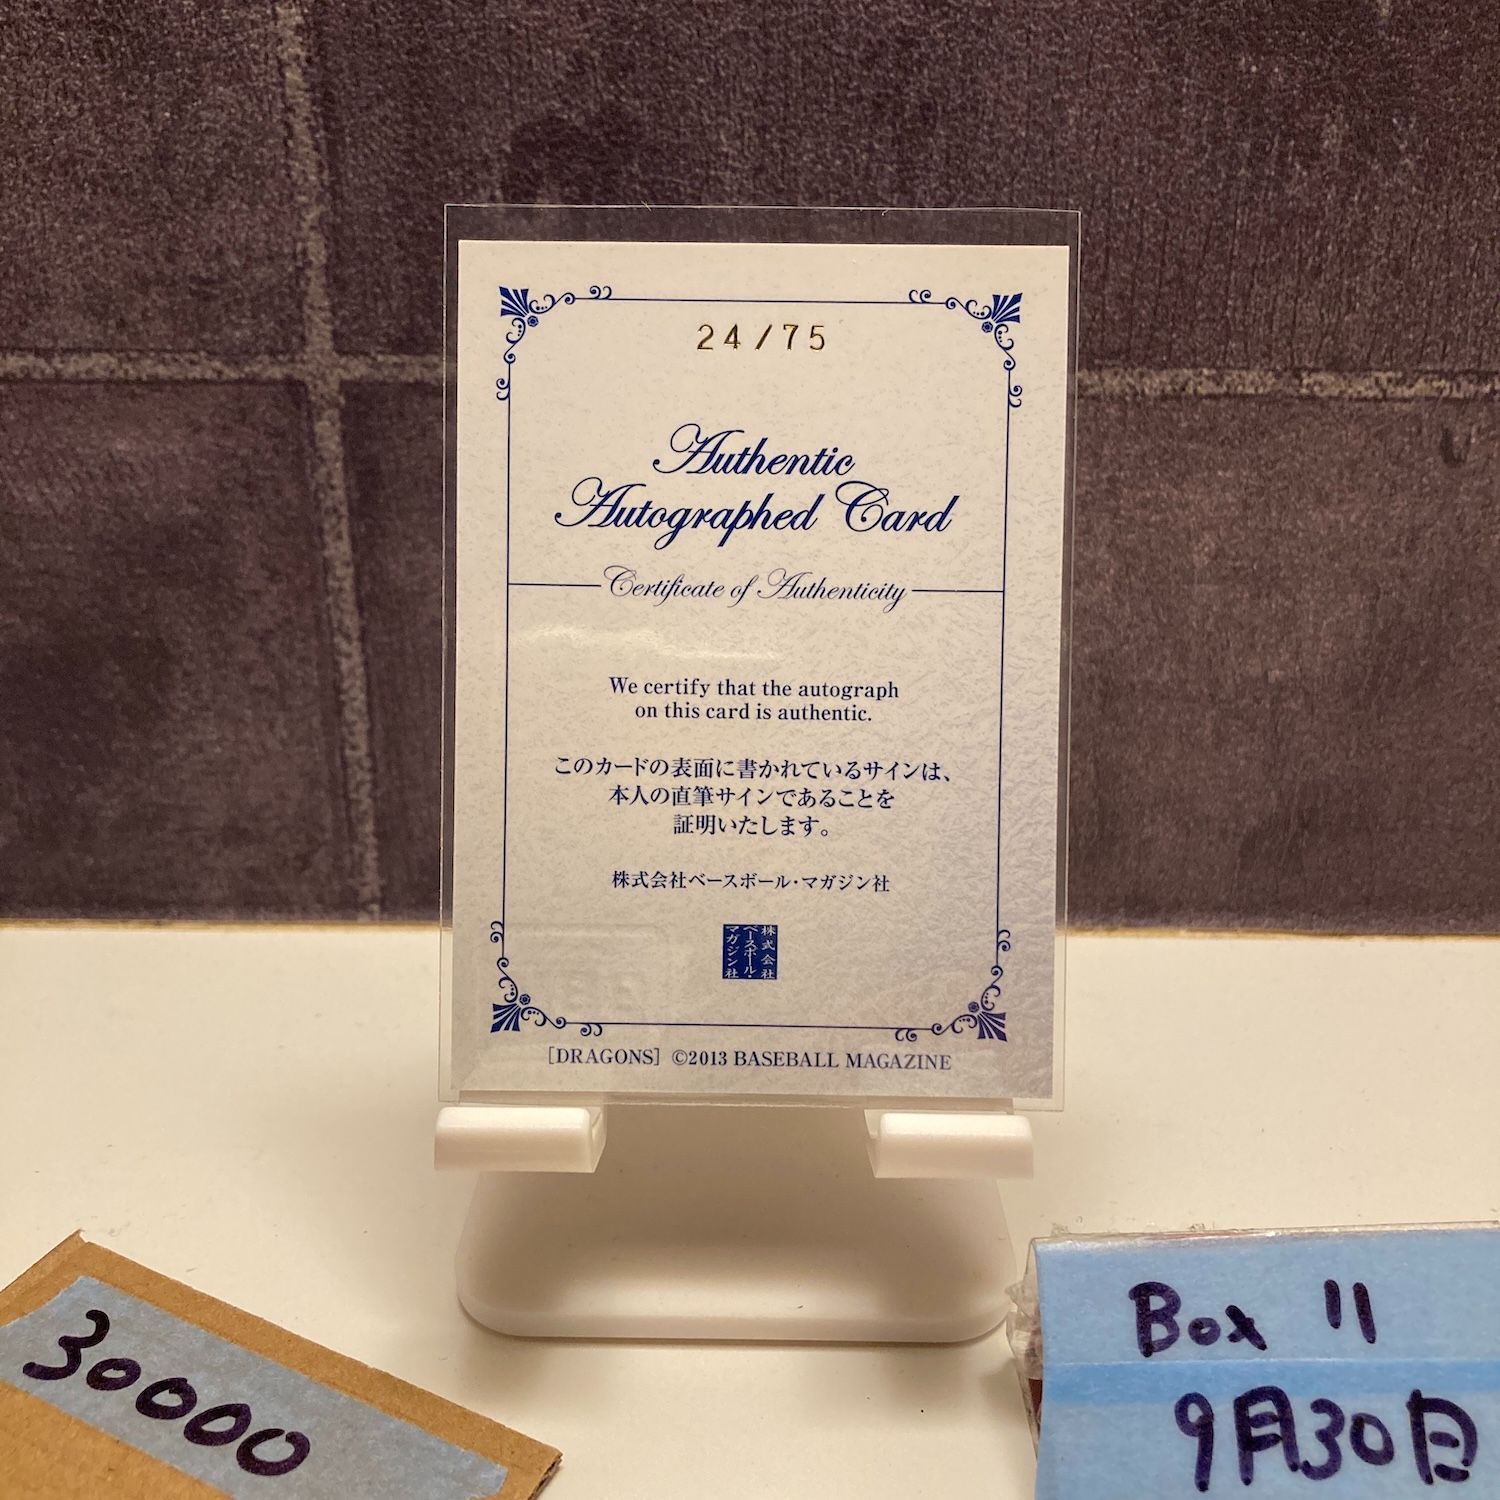 24/75
Authentic
Autographed Card
Certificate of Authenticity
We certify that the autograph
on this card is authentic.
このカードの表面に書かれているサインは、
本人の直筆サインであることを
証明いたします。
株式会社ベースボール・マガジン社
株式会社
ベースボール・
マガジン社
［DRAGONS］ ©2013 BASEBALL MAGAZINE
30000
Box 11
9月30日